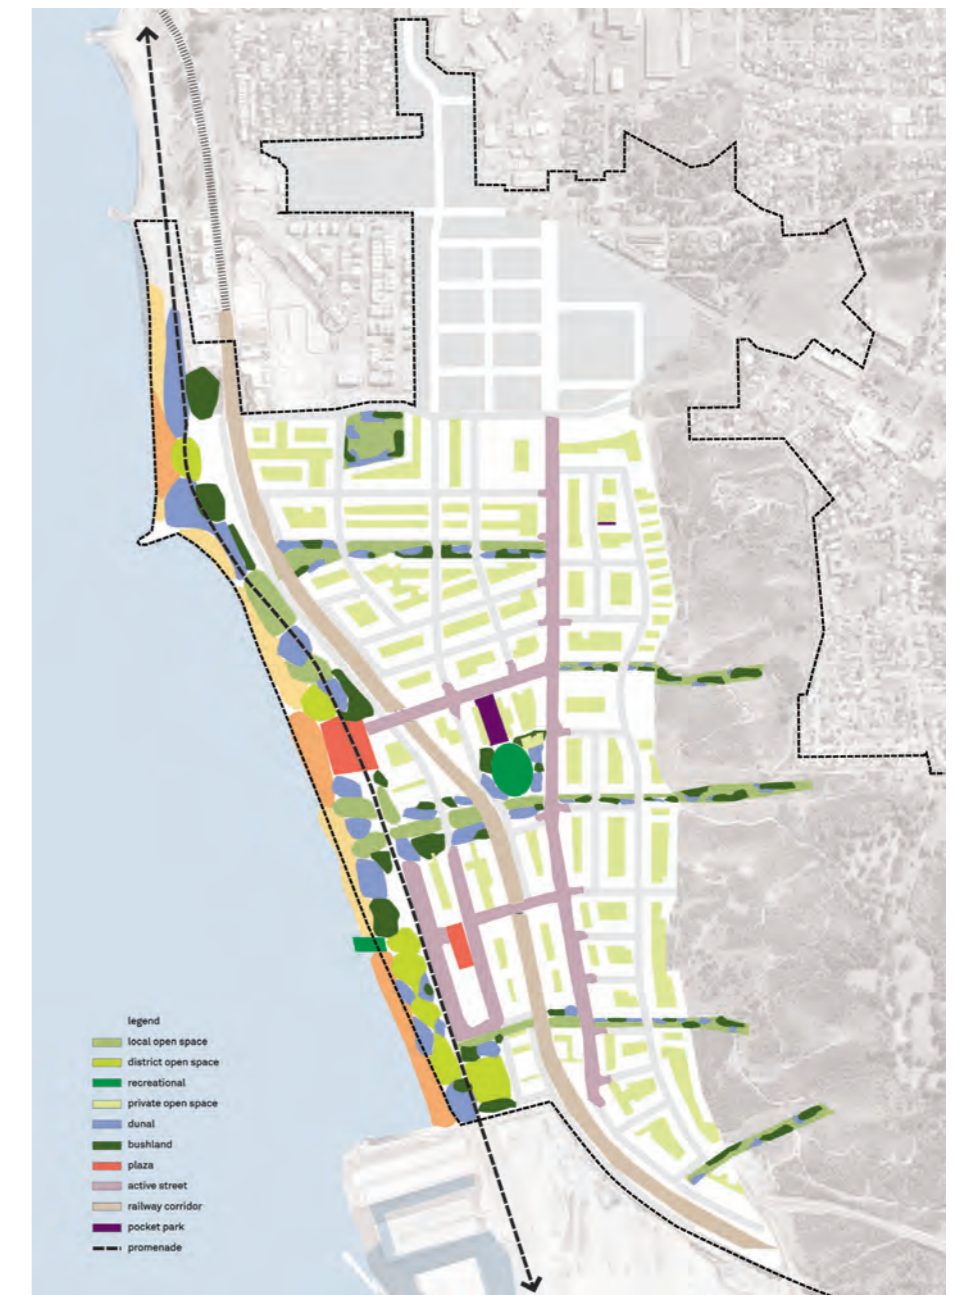 legend
local open space
district open space
recreational
private open space
dunal
bushland
plaza
active street
railway corridor
pocket park
promenade